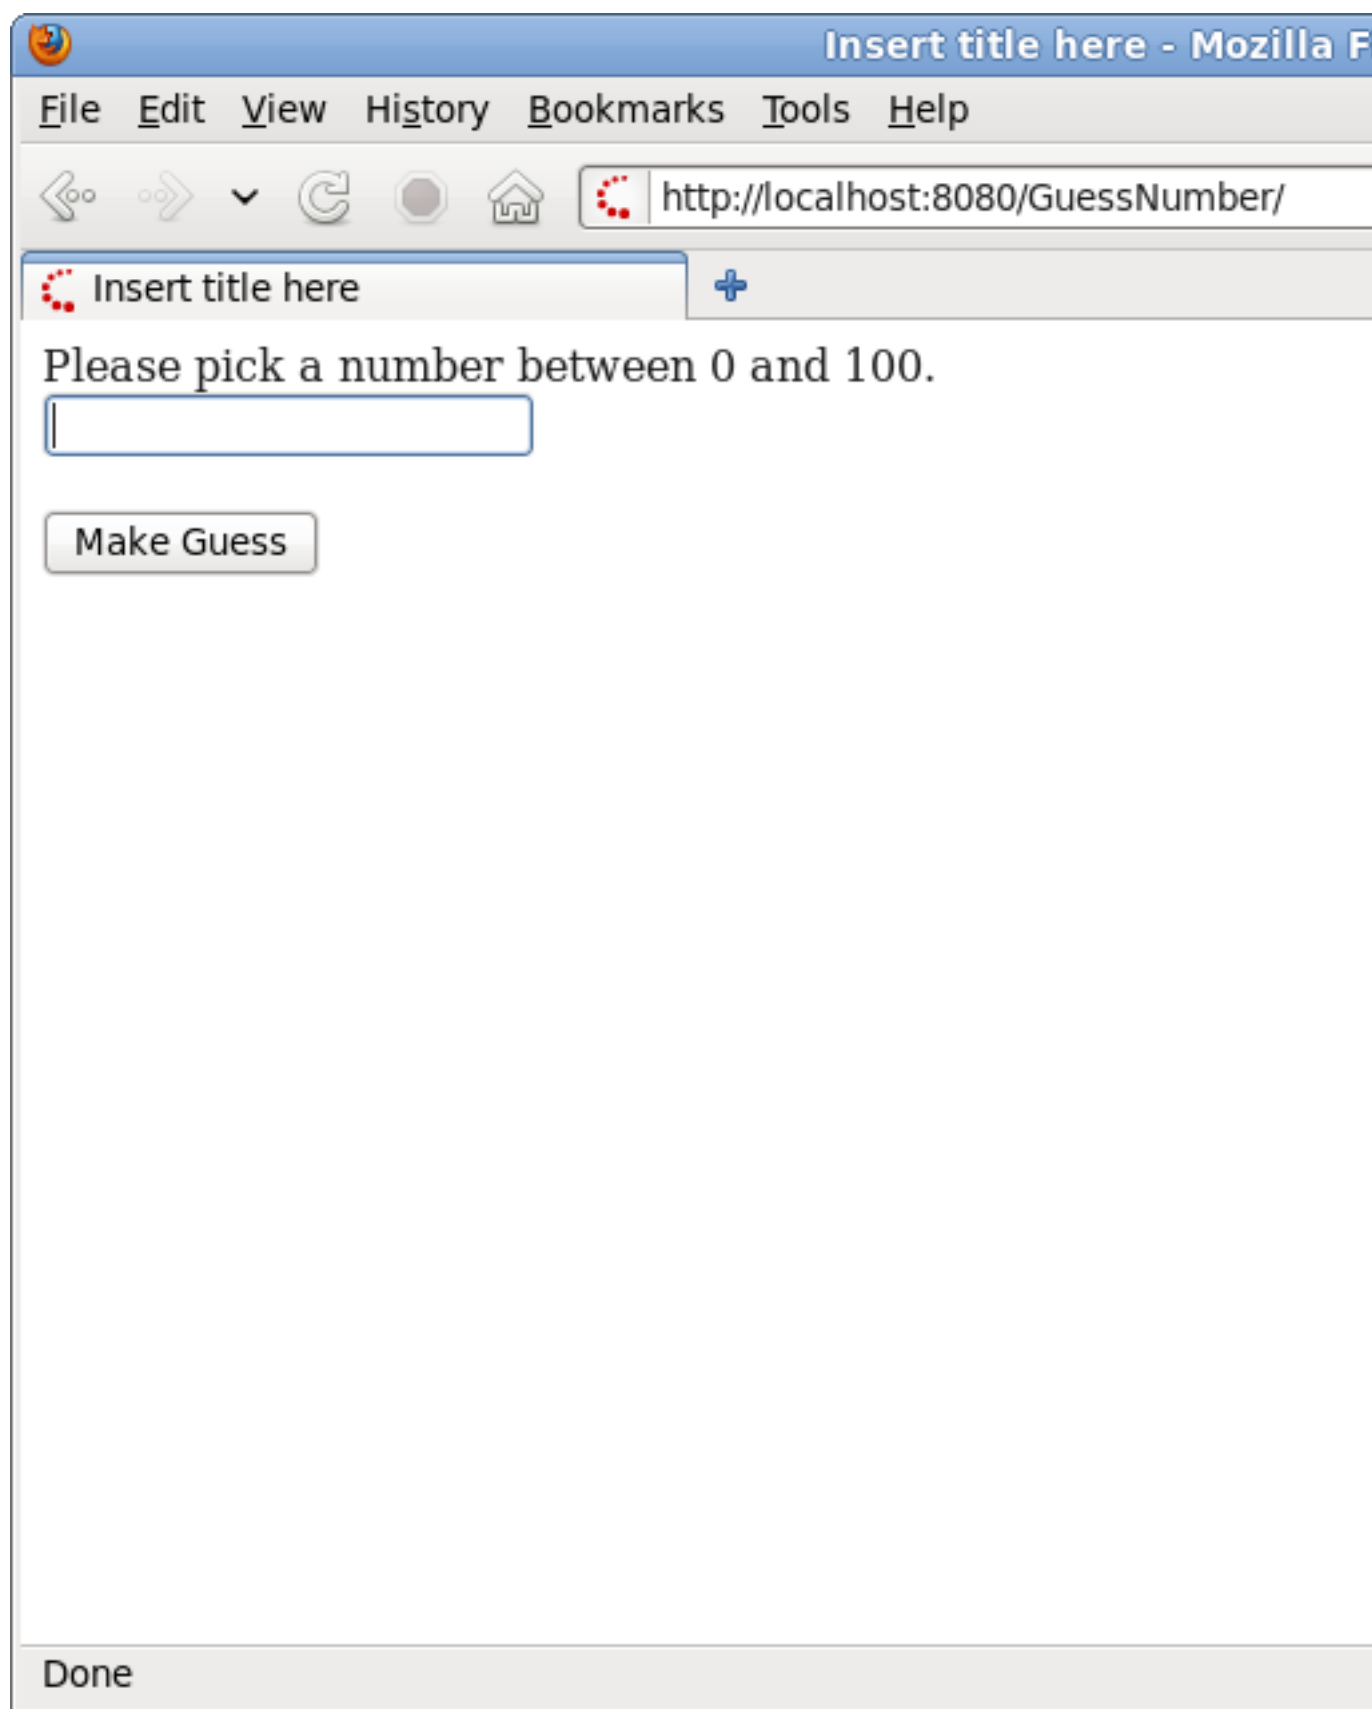 Insert title here - Mozilla F
File Edit View History Bookmarks Tools Help
http://localhost:8080/GuessNumber/
Insert title here
Please pick a number between 0 and 100.
Make Guess
Done